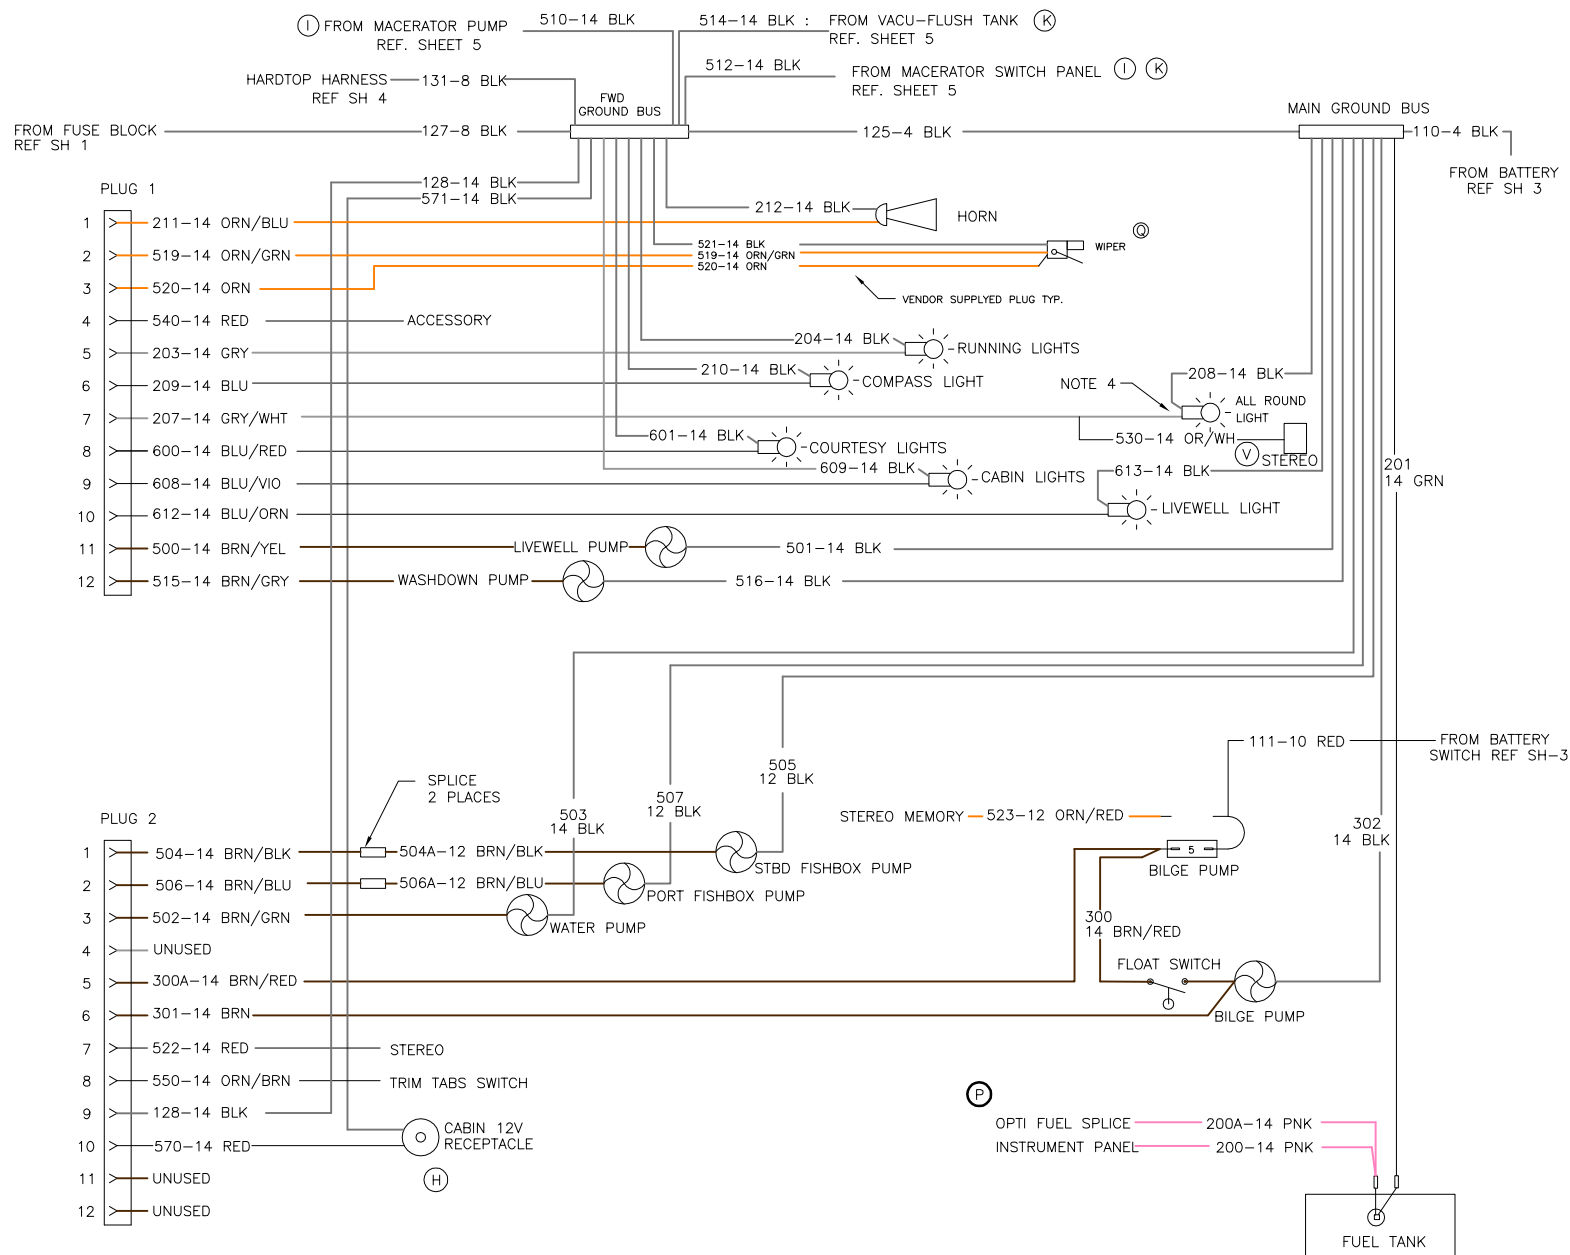 510-14 BLK
514-14 BLK :
FROM VACU-FLUSH TANK K
REF. SHEET 5
I FROM MACERATOR PUMP
REF. SHEET 5
512-14 BLK
FROM MACERATOR SWITCH PANEL I K
REF. SHEET 5
HARDTOP HARNESS 131-8 BLK
REF SH 4
FWD
GROUND BUS
MAIN GROUND BUS
FROM FUSE BLOCK
REF SH 1
127-8 BLK
125-4 BLK
110-4 BLK
FROM BATTERY
REF SH 3
128-14 BLK
571-14 BLK
PLUG 1
1 211-14 ORN/BLU
212-14 BLK
HORN
2 519-14 ORN/GRN
521-14 BLK
519-14 ORN/GRN
520-14 ORN
WIPER
Q
3 520-14 ORN
VENDOR SUPPLYED PLUG TYP.
4 540-14 RED
ACCESSORY
5 203-14 GRY
204-14 BLK
RUNNING LIGHTS
6 209-14 BLU
210-14 BLK
COMPASS LIGHT
NOTE 4
208-14 BLK
ALL ROUND
LIGHT
7 207-14 GRY/WHT
530-14 OR/WH
V STEREO
8 600-14 BLU/RED
601-14 BLK
COURTESY LIGHTS
9 608-14 BLU/VIO
609-14 BLK
CABIN LIGHTS
613-14 BLK
201
14 GRN
10 612-14 BLU/ORN
LIVEWELL LIGHT
11 500-14 BRN/YEL
LIVEWELL PUMP
501-14 BLK
12 515-14 BRN/GRY
WASHDOWN PUMP
516-14 BLK
111-10 RED
FROM BATTERY
SWITCH REF SH-3
505
12 BLK
507
12 BLK
503
14 BLK
SPLICE
2 PLACES
STEREO MEMORY
523-12 ORN/RED
302
14 BLK
PLUG 2
1 504-14 BRN/BLK
504A-12 BRN/BLK
STBD FISHBOX PUMP
5
BILGE PUMP
2 506-14 BRN/BLU
506A-12 BRN/BLU
PORT FISHBOX PUMP
3 502-14 BRN/GRN
WATER PUMP
300
14 BRN/RED
4 UNUSED
FLOAT SWITCH
5 300A-14 BRN/RED
6 301-14 BRN
BILGE PUMP
7 522-14 RED
STEREO
8 550-14 ORN/BRN
TRIM TABS SWITCH
9 128-14 BLK
10 570-14 RED
CABIN 12V
RECEPTACLE
H
11 UNUSED
12 UNUSED
P
OPTI FUEL SPLICE
200A-14 PNK
INSTRUMENT PANEL
200-14 PNK
FUEL TANK